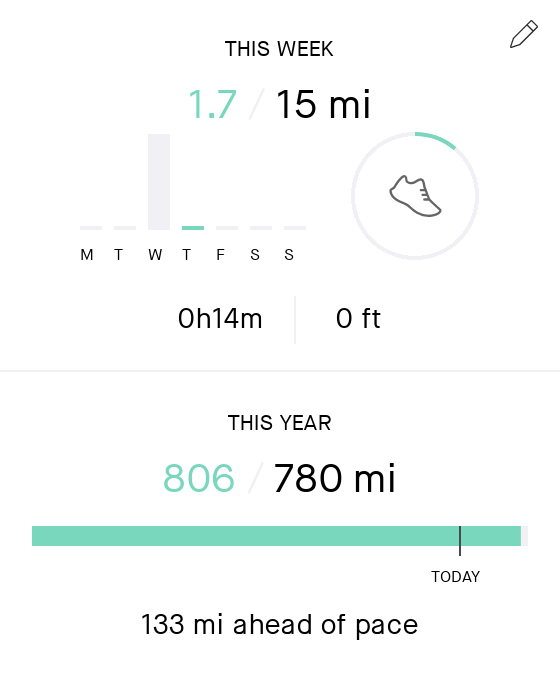 THIS WEEK
1.7 / 15 mi
M T W T F S S
0h14m 0 ft
THIS YEAR
806 / 780 mi
TODAY
133 mi ahead of pace